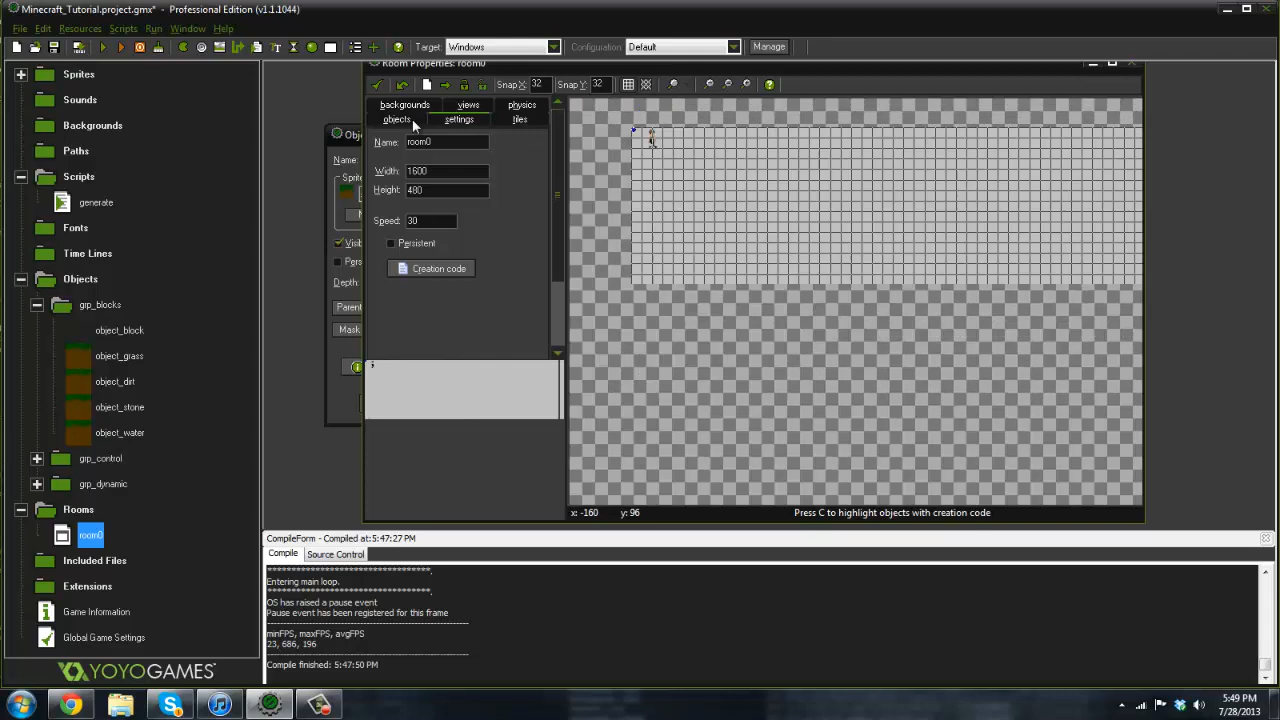 Minecraft_Tutorial.project.gmx* - Professional Edition (v1.1.1044)
File Edit Resources Scripts Run Window Help
Target: Windows Configuration: Default Manage
Sprites
Sounds
Backgrounds
Paths
Scripts
generate
Fonts
Time Lines
Objects
grp_blocks
object_block
object_grass
object_dirt
object_stone
object_water
grp_control
grp_dynamic
Rooms
room0
Included Files
Extensions
Game Information
Global Game Settings
YOYOGAMES
Name:
Depth:
Parent
Mask
Room Properties: room0
Snap X: 32 Snap Y: 32
backgrounds views physics
objects settings tiles
Name: room0
Width: 1600
Height: 480
Speed: 30
Persistent
Creation code
x: -160 y: 96 Press C to highlight objects with creation code
CompileForm - Compiled at:5:47:27 PM
Compile Source Control
***********************************.
Entering main loop.
***********************************.
OS has raised a pause event
Pause event has been registered for this frame
minFPS, maxFPS, avgFPS
23, 686, 196
Compile finished: 5:47:50 PM
5:49 PM
7/28/2013